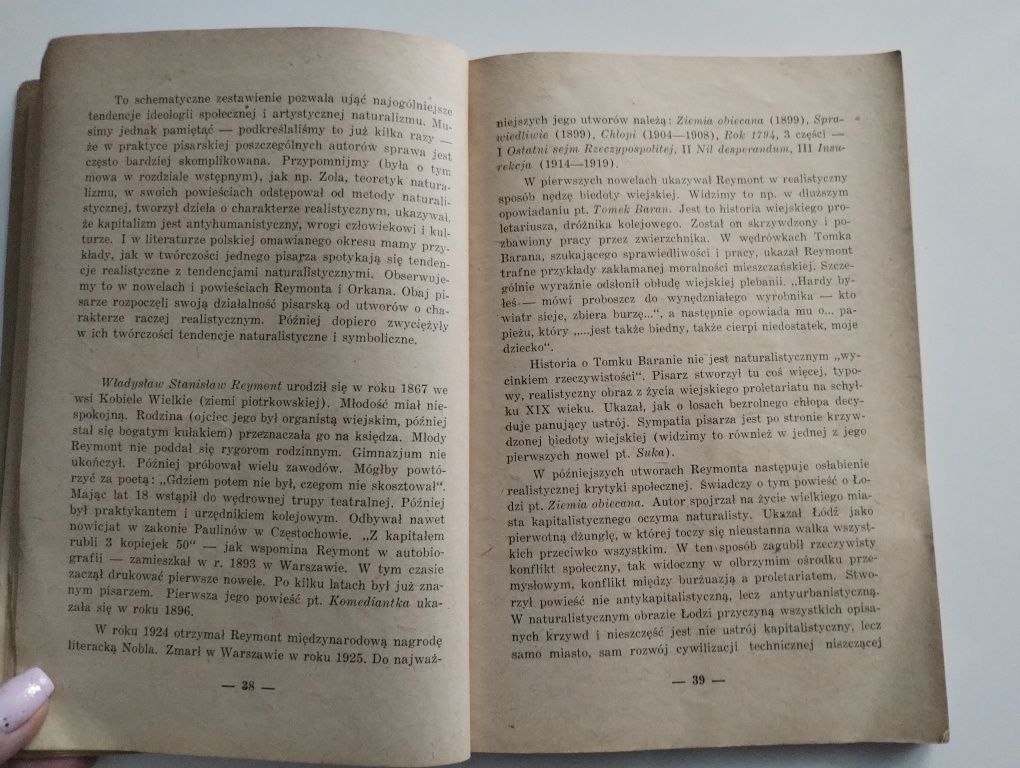 To schematyczne zestawienie pozwala ująć najogólniejsze
tendencje ideologii społecznej i artystycznej naturalizmu. Mu-
simy jednak pamiętać — podkreślaliśmy to już kilka razy —
że w praktyce pisarskiej poszczególnych autorów sprawa jest
często bardziej skomplikowana. Przypomnijmy (była o tym
mowa w rozdziale wstępnym), jak np. Zola, teoretyk natura-
lizmu, w swoich powieściach odstępował od metody naturali-
stycznej, tworzył dzieła o charakterze realistycznym, ukazywał,
że kapitalizm jest antyhumanistyczny, wrogi człowiekowi i kul-
turze. I w literaturze polskiej omawianego okresu mamy przy-
kłady, jak w twórczości jednego pisarza spotykają się tenden-
cje realistyczne z tendencjami naturalistycznymi. Obserwuje-
my to w nowelach i powieściach Reymonta i Orkana. Obaj pi-
sarze rozpoczęli swoją działalność pisarską od utworów o cha-
rakterze raczej realistycznym. Później dopiero zwyciężyły
w ich twórczości tendencje naturalistyczne i symboliczne.
Władysław Stanisław Reymont urodził się w roku 1867 we
wsi Kobiele Wielkie (ziemi piotrkowskiej). Młodość miał nie-
spokojną. Rodzina (ojciec jego był organistą wiejskim, później
stał się bogatym kułakiem) przeznaczała go na księdza. Młody
Reymont nie poddał się rygorom rodzinnym. Gimnazjum nie
ukończył. Później próbował wielu zawodów. Mógłby powtó-
rzyć za poetą: „Gdziem potem nie był, czegom nie skosztował“.
Mając lat 18 wstąpił do wędrownej trupy teatralnej. Później
był praktykantem i urzędnikiem kolejowym. Odbywał nawet
nowicjat w zakonie Paulinów w Częstochowie. „Z kapitałem
rubli 3 kopiejek 50“ — jak wspomina Reymont w autobio-
grafii — zamieszkał w r. 1893 w Warszawie. W tym czasie
zaczął drukować pierwsze nowele. Po kilku latach był już zna-
nym pisarzem. Pierwsza jego powieść pt. Komediantka uka-
zała się w roku 1896.
W roku 1924 otrzymał Reymont międzynarodową nagrodę
literacką Nobla. Zmarł w Warszawie w roku 1925. Do najważ-
— 38 —
niejszych jego utworów należą: Ziemia obiecana (1899), Spra-
wiedliwie (1899), Chłopi (1904—1908), Rok 1794, 3 części —
I Ostatni sejm Rzeczypospolitej, II Nil desperandum, III Insu-
rekcja (1914—1919).
W pierwszych nowelach ukazywał Reymont w realistyczny
sposób nędzę biedoty wiejskiej. Widzimy to np. w dłuższym
opowiadaniu pt. Tomek Baran. Jest to historia wiejskiego pro-
letariusza, dróżnika kolejowego. Został on skrzywdzony i po-
zbawiony pracy przez zwierzchnika. W wędrówkach Tomka
Barana, szukającego sprawiedliwości i pracy, ukazał Reymont
trafne przykłady zakłamanej moralności mieszczańskiej. Szcze-
gólnie wyraźnie odsłonił obłudę wiejskiej plebanii. „Hardy by-
łeś — mówi proboszcz do wynędzniałego wyrobnika — kto
wiatr sieje, zbiera burzę...“, a następnie opowiada mu o... pa-
pieżu, który „...jest także biedny, także cierpi niedostatek, moje
dziecko“.
Historia o Tomku Baranie nie jest naturalistycznym „wy-
cinkiem rzeczywistości“. Pisarz stworzył tu coś więcej, typo-
wy, realistyczny obraz z życia wiejskiego proletariatu na schył-
ku XIX wieku. Ukazał, jak o losach bezrolnego chłopa decy-
duje panujący ustrój. Sympatia pisarza jest po stronie krzyw-
dzonej biedoty wiejskiej (widzimy to również w jednej z jego
pierwszych nowel pt. Suka).
W późniejszych utworach Reymonta następuje osłabienie
realistycznej krytyki społecznej. Świadczy o tym powieść o Ło-
dzi pt. Ziemia obiecana. Autor spojrzał na życie wielkiego mia-
sta kapitalistycznego oczyma naturalisty. Ukazał Łódź jako
pierwotną dżunglę, w której toczy się nieustanna walka wszyst-
kich przeciwko wszystkim. W ten sposób zagubił rzeczywisty
konflikt społeczny, tak widoczny w olbrzymim ośrodku prze-
mysłowym, konflikt między burżuazją a proletariatem. Stwo-
rzył powieść nie antykapitalistyczną, lecz antyurbanistyczną.
W naturalistycznym obrazie Łodzi przyczyną wszystkich opisa-
nych krzywd i nieszczęść jest nie ustrój kapitalistyczny, lecz
samo miasto, sam rozwój cywilizacji technicznej niszczącej
— 39 —